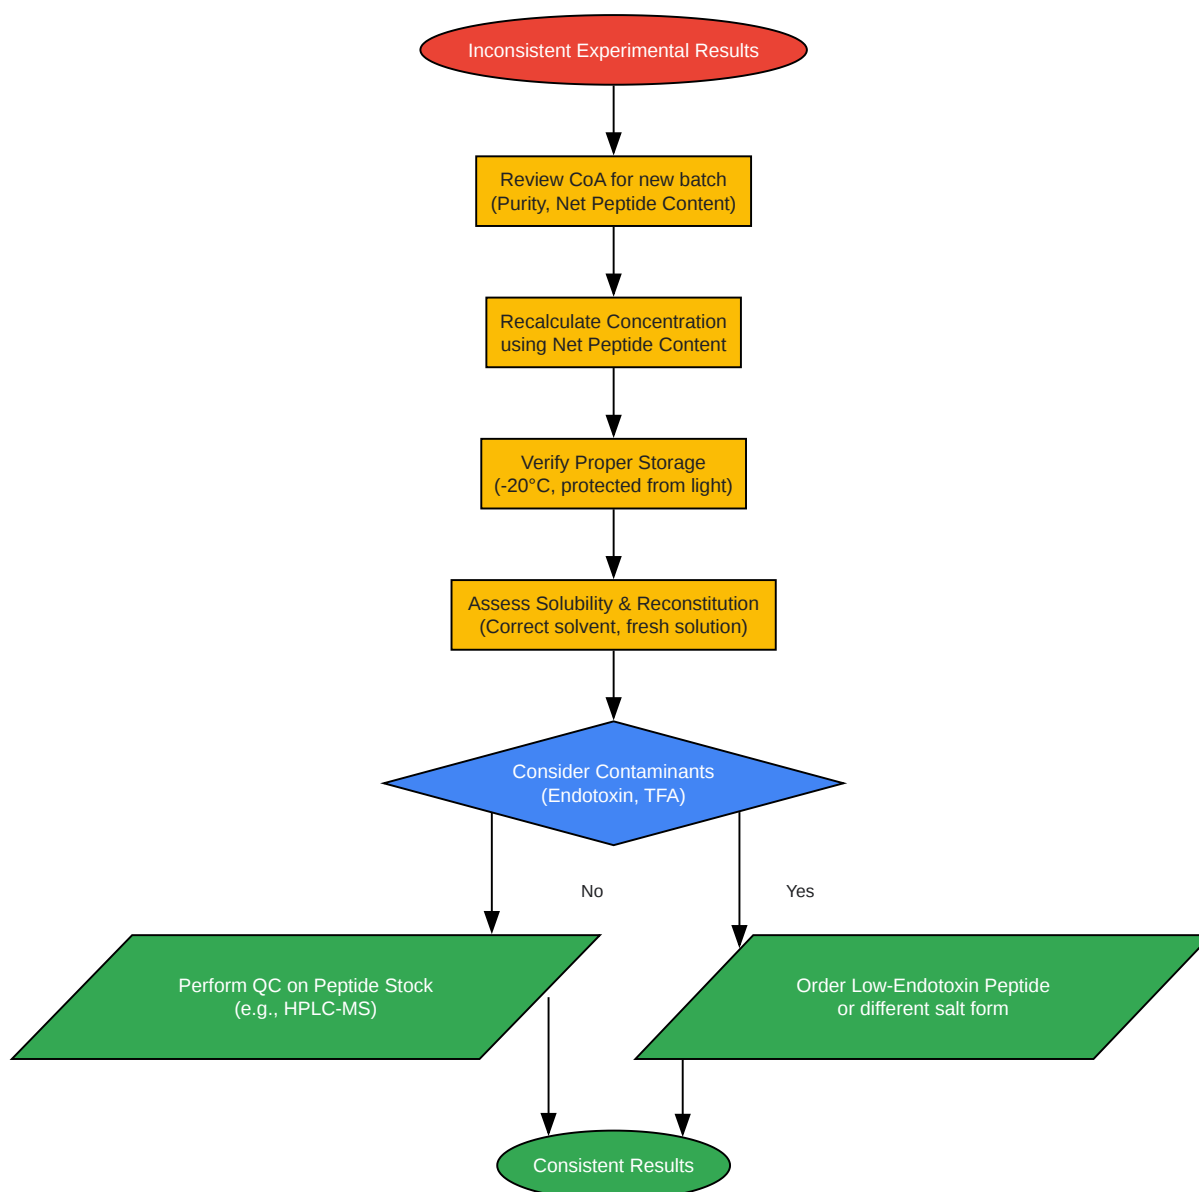 Inconsistent Experimental Results
Review CoA for new batch
(Purity, Net Peptide Content)
Recalculate Concentration
using Net Peptide Content
Verify Proper Storage
(-20°C, protected from light)
Assess Solubility & Reconstitution
(Correct solvent, fresh solution)
Consider Contaminants
(Endotoxin, TFA)
No
Yes
Perform QC on Peptide Stock
(e.g., HPLC-MS)
Order Low-Endotoxin Peptide
or different salt form
Consistent Results